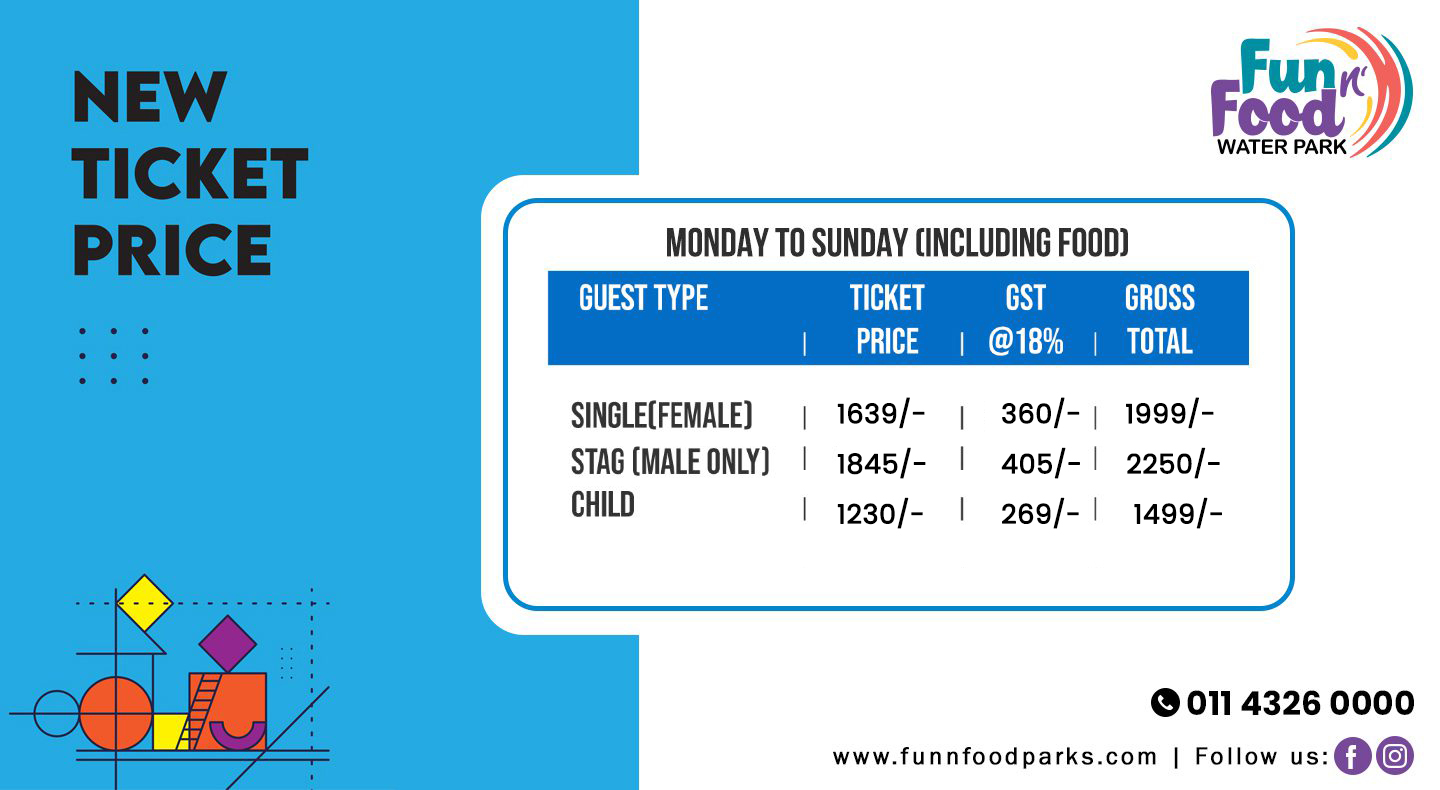 NEW
TICKET
PRICE
Fun n'
Food
WATER PARK
MONDAY TO SUNDAY (INCLUDING FOOD)
GUEST TYPE | TICKET PRICE | GST @18% | GROSS TOTAL
SINGLE(FEMALE) | 1639/- | 360/- | 1999/-
STAG (MALE ONLY) | 1845/- | 405/- | 2250/-
CHILD | 1230/- | 269/- | 1499/-
011 4326 0000
www.funnfoodparks.com | Follow us: